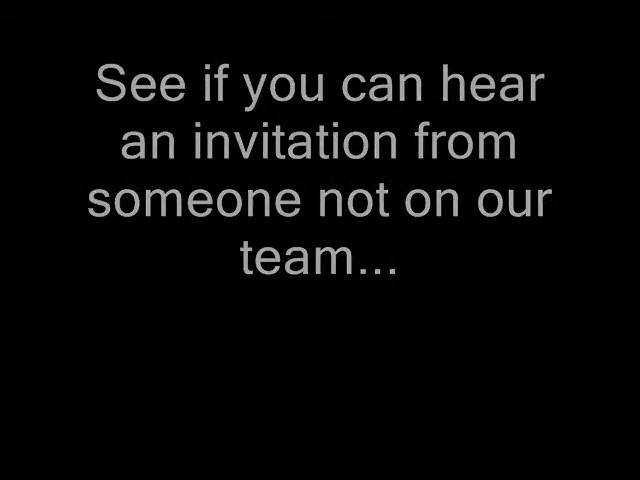 See if you can hear
an invitation from
someone not on our
team...